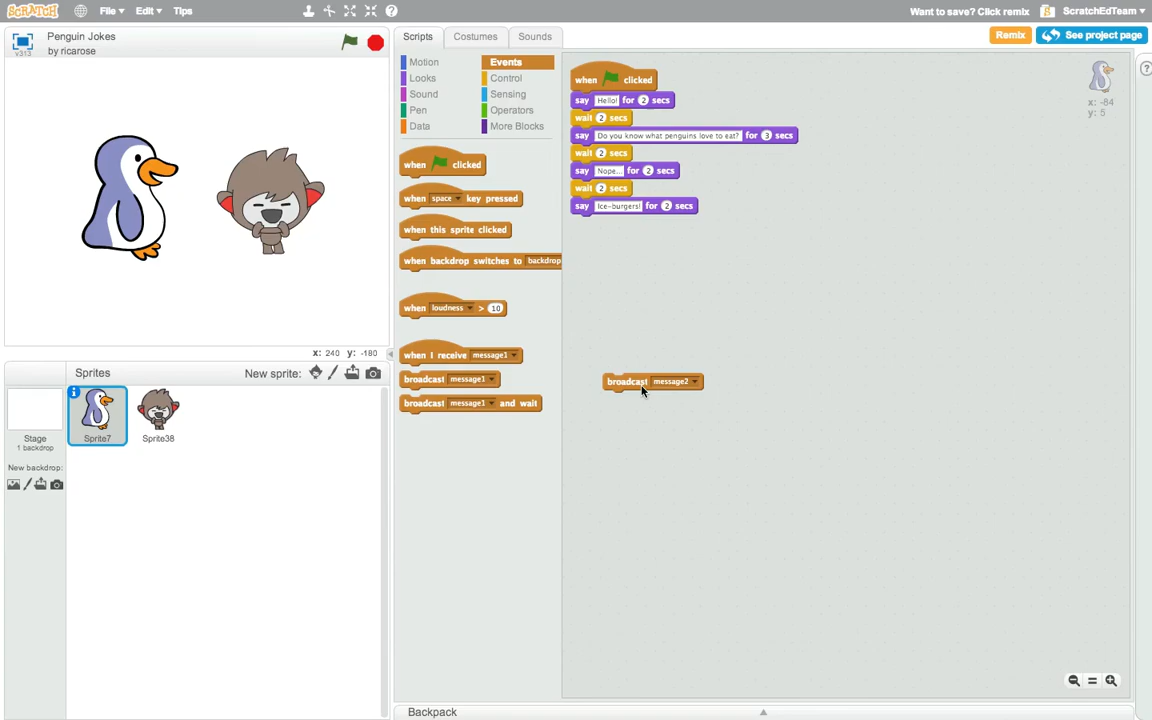 SCRATCH File Edit Tips Want to save? Click remix ScratchEdTeam
v313 Penguin Jokes
by ricarose
Scripts Costumes Sounds Remix See project page
Motion Events
Looks Control
Sound Sensing
Pen Operators
Data More Blocks
when clicked
when space key pressed
when this sprite clicked
when backdrop switches to backdrop
when loudness > 10
when I receive message1
broadcast message1
broadcast message1 and wait
when clicked
say Hello! for 2 secs
wait 2 secs
say Do you know what penguins love to eat? for 3 secs
wait 2 secs
say Nope... for 2 secs
wait 2 secs
say Ice-burgers! for 2 secs
broadcast message2
x: -84
y: 5
?
x: 240 y: -180
Sprites New sprite:
Stage
1 backdrop
New backdrop:
i
Sprite7 Sprite38
Backpack